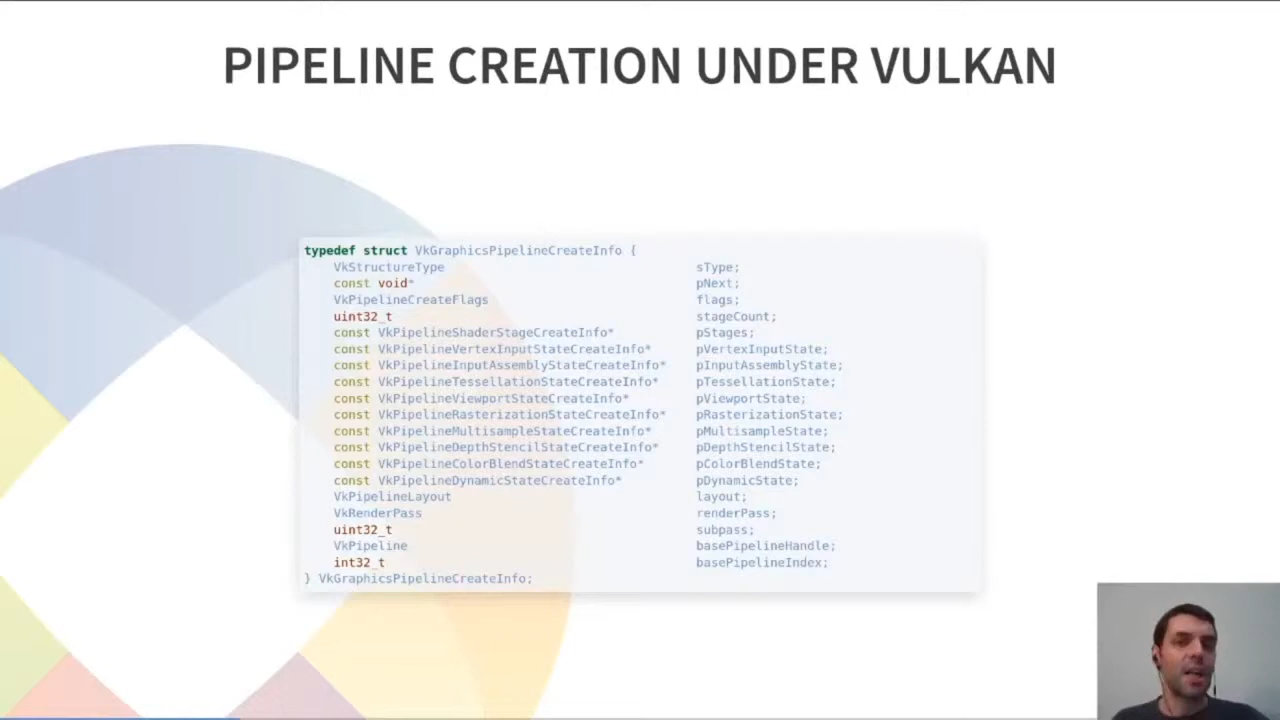 PIPELINE CREATION UNDER VULKAN
typedef struct VkGraphicsPipelineCreateInfo {
VkStructureType sType;
const void* pNext;
VkPipelineCreateFlags flags;
uint32_t stageCount;
const VkPipelineShaderStageCreateInfo* pStages;
const VkPipelineVertexInputStateCreateInfo* pVertexInputState;
const VkPipelineInputAssemblyStateCreateInfo* pInputAssemblyState;
const VkPipelineTessellationStateCreateInfo* pTessellationState;
const VkPipelineViewportStateCreateInfo* pViewportState;
const VkPipelineRasterizationStateCreateInfo* pRasterizationState;
const VkPipelineMultisampleStateCreateInfo* pMultisampleState;
const VkPipelineDepthStencilStateCreateInfo* pDepthStencilState;
const VkPipelineColorBlendStateCreateInfo* pColorBlendState;
const VkPipelineDynamicStateCreateInfo* pDynamicState;
VkPipelineLayout layout;
VkRenderPass renderPass;
uint32_t subpass;
VkPipeline basePipelineHandle;
int32_t basePipelineIndex;
} VkGraphicsPipelineCreateInfo;